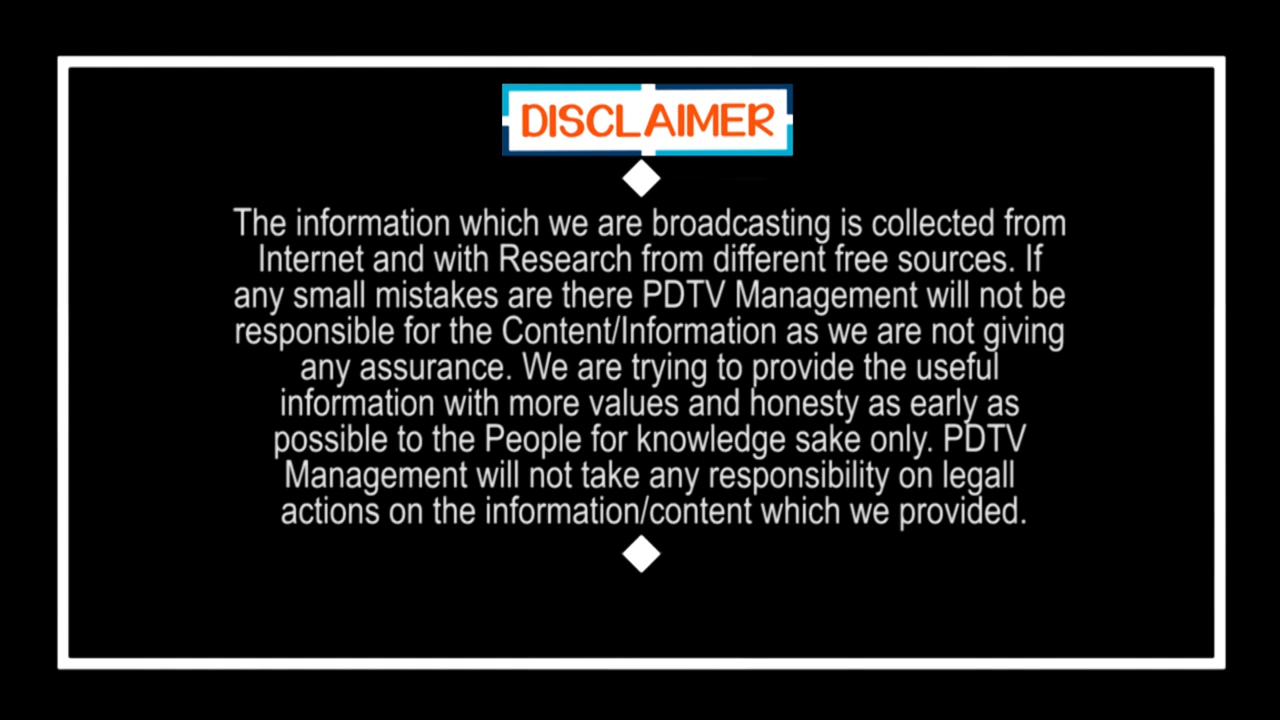 DISCLAIMER
The information which we are broadcasting is collected from
Internet and with Research from different free sources. If
any small mistakes are there PDTV Management will not be
responsible for the Content/Information as we are not giving
any assurance. We are trying to provide the useful
information with more values and honesty as early as
possible to the People for knowledge sake only. PDTV
Management will not take any responsibility on legall
actions on the information/content which we provided.